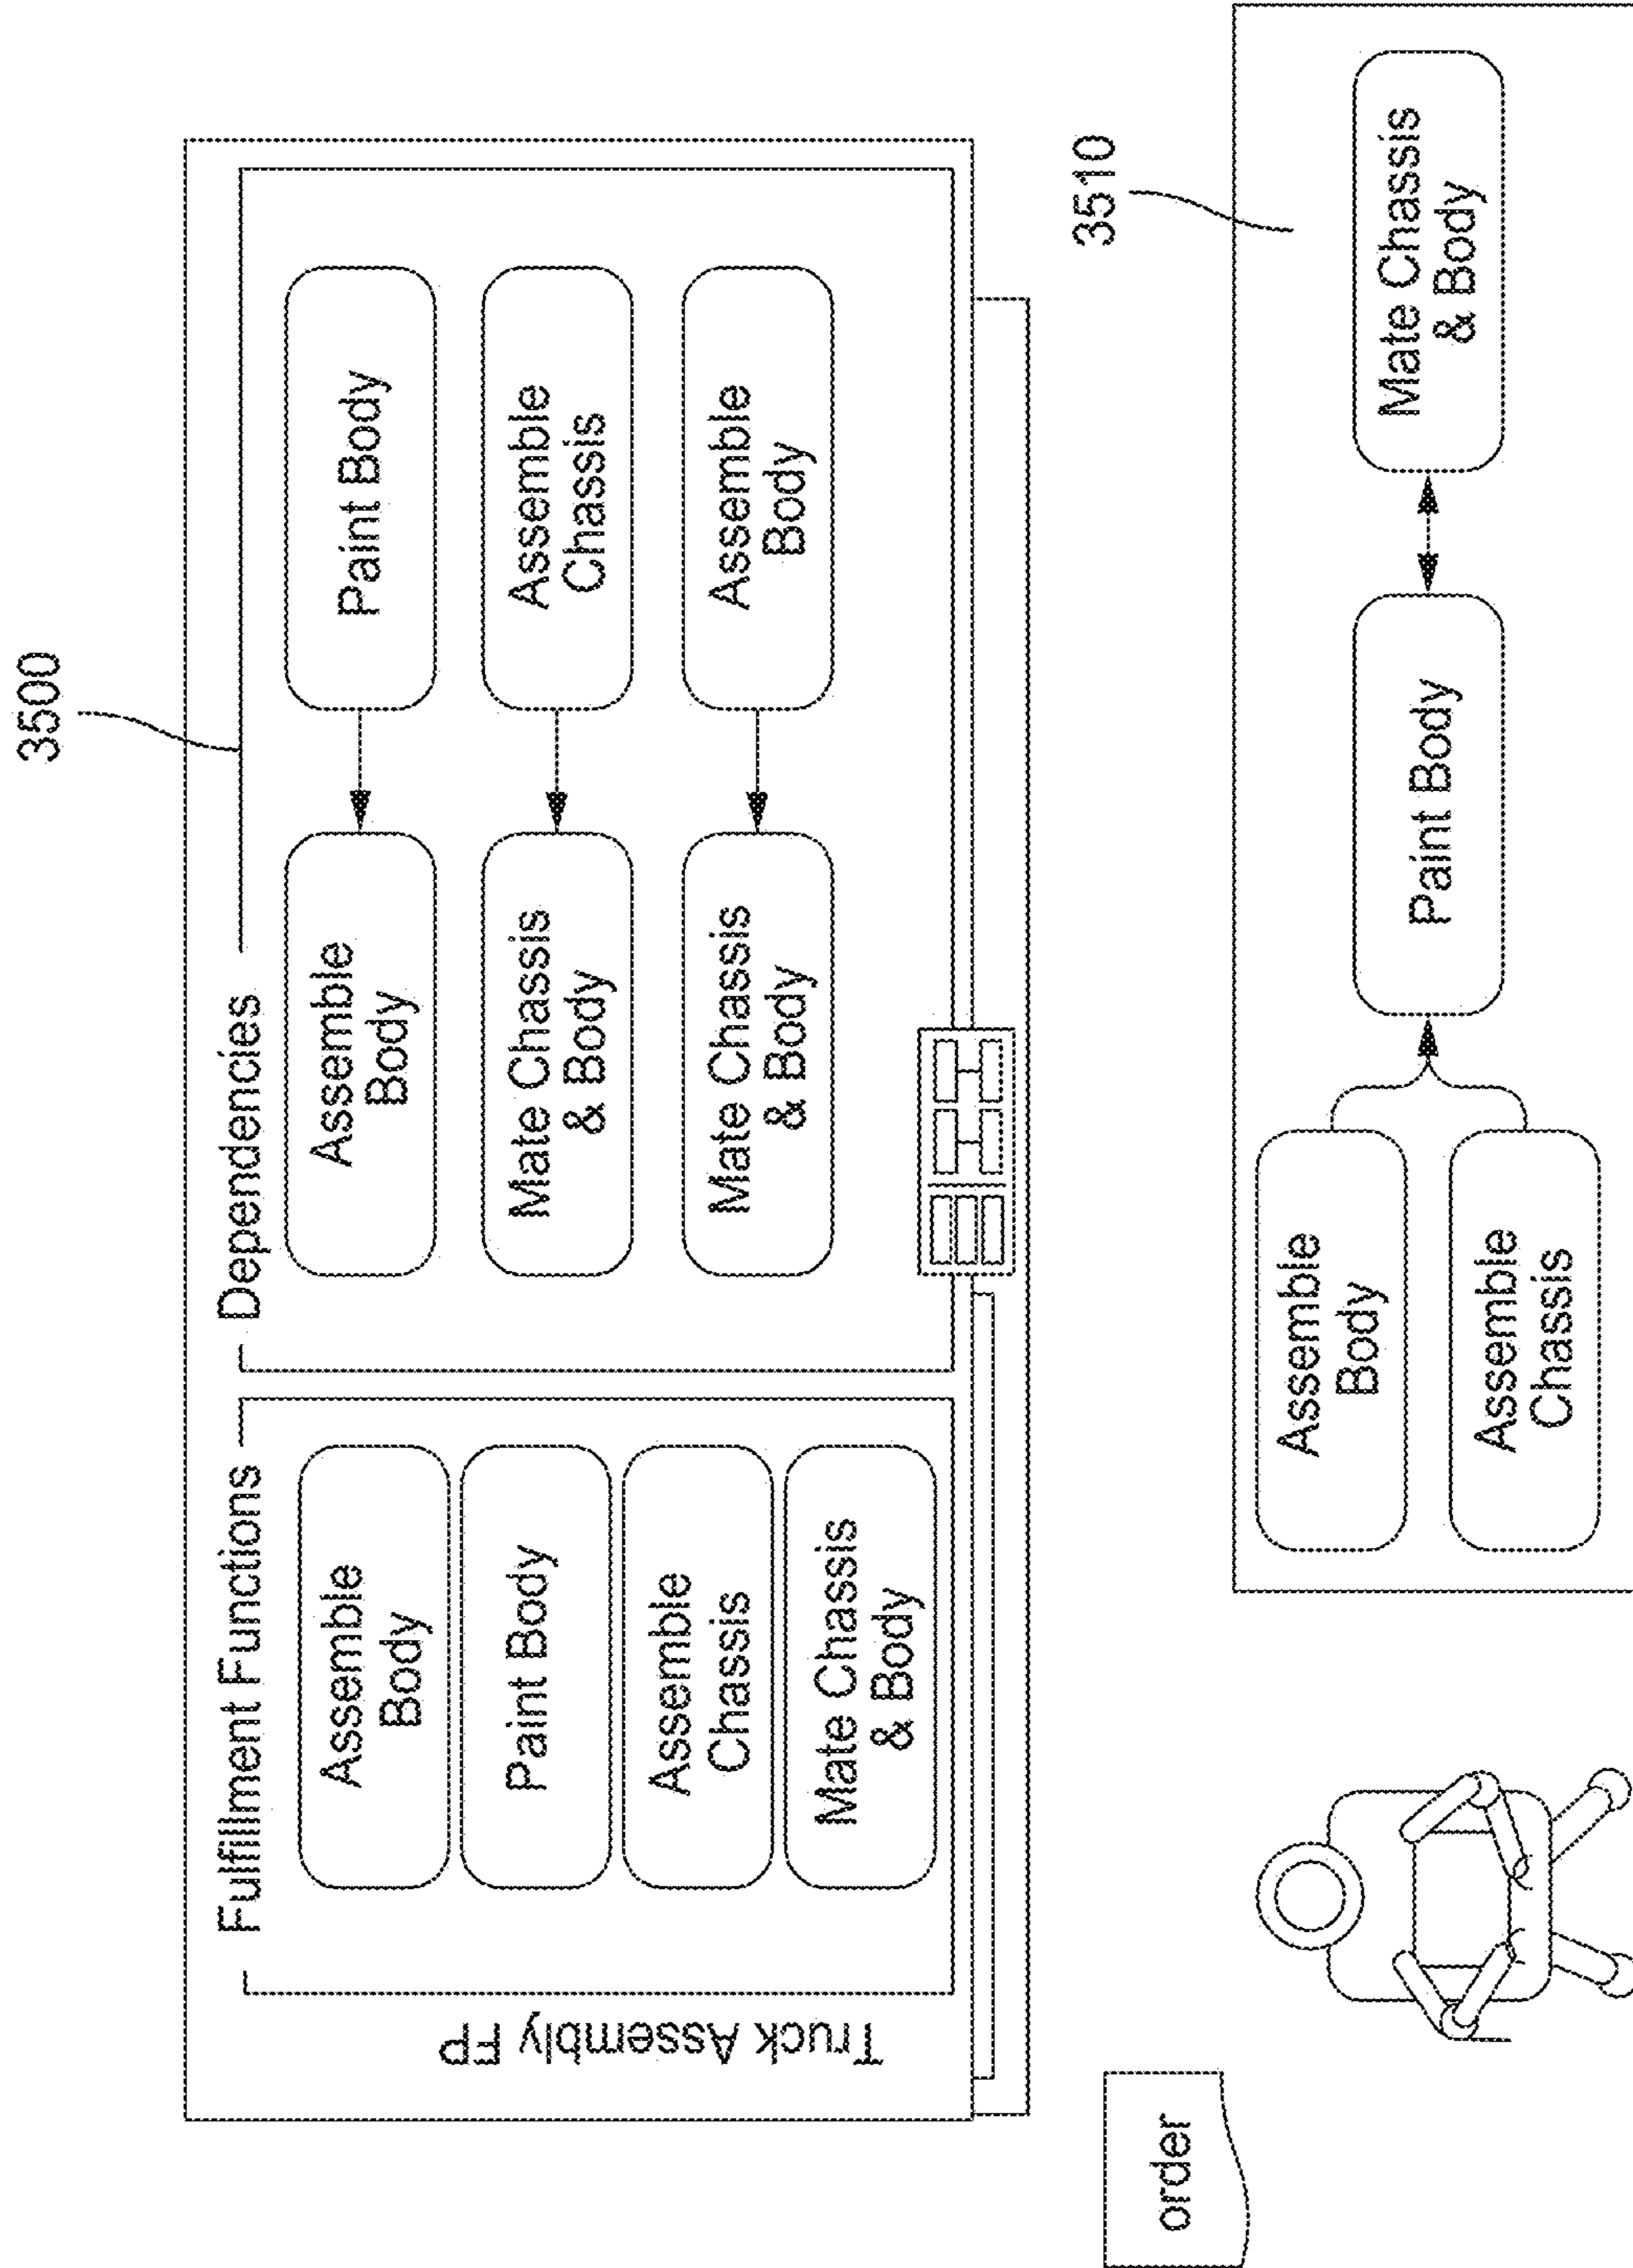 3500
Fulfillment Functions
Dependencies
Truck Assembly FP
Assemble
Body
Paint Body
Assemble
Chassis
Mate Chassis
& Body
Assemble
Body
Paint Body
Mate Chassis
& Body
Assemble
Chassis
Mate Chassis
& Body
Assemble
Body
order
3510
Assemble
Body
Assemble
Chassis
Paint Body
Mate Chassis
& Body